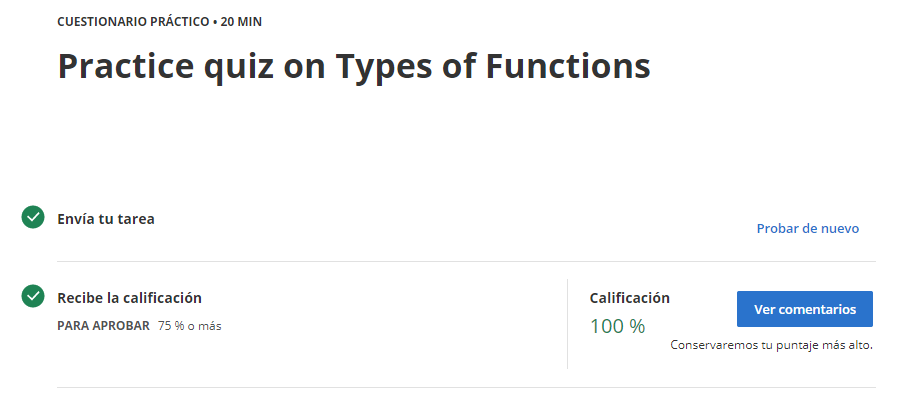 CUESTIONARIO PRÁCTICO • 20 MIN
Practice quiz on Types of Functions
Envía tu tarea
Probar de nuevo
Recibe la calificación
PARA APROBAR 75 % o más
Calificación
100 %
Ver comentarios
Conservaremos tu puntaje más alto.